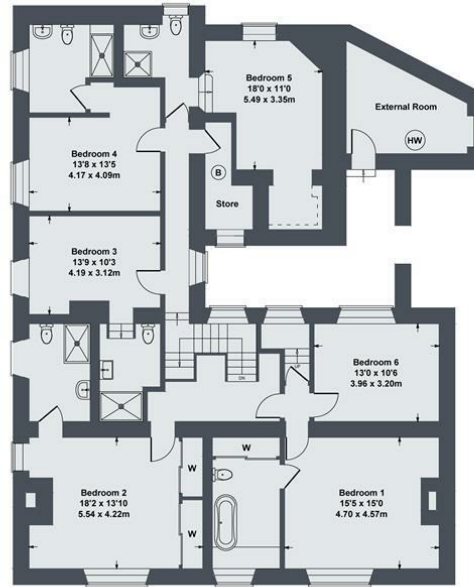 Bedroom 5
18'0 x 11'0
5.49 x 3.35m
External Room
HW
Bedroom 4
13'8 x 13'5
4.17 x 4.09m
B
Store
Bedroom 3
13'9 x 10'3
4.19 x 3.12m
UP
DN
Bedroom 6
13'0 x 10'6
3.96 x 3.20m
W
W
Bedroom 2
18'2 x 13'10
5.54 x 4.22m
Bedroom 1
15'5 x 15'0
4.70 x 4.57m
W